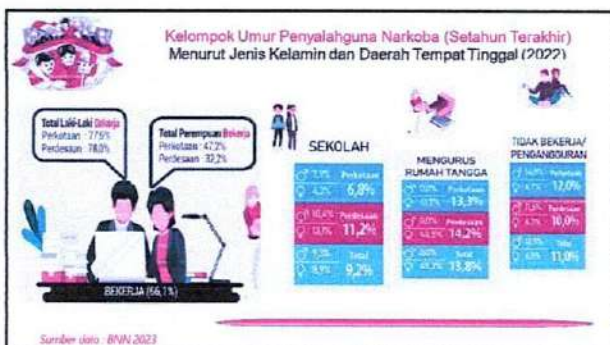 Kelompok Umur Penyalahguna Narkoba (Setahun Terakhir)
Menurut Jenis Kelamin dan Daerah Tempat Tinggal (2022)
Total Laki-Laki Bekerja
Perkotaan : 77,6%
Perdesaan : 78,0%
Total Perempuan Bekerja
Perkotaan : 47,2%
Perdesaan : 32,2%
BEKERJA (66,1%)
SEKOLAH
Perkotaan
6,8%
10,4% Perdesaan
11,2%
Total
9,2%
MENGURUS
RUMAH TANGGA
Perkotaan
13,3%
Perdesaan
14,2%
Total
13,8%
TIDAK BEKERJA/
PENGANGGURAN
Perkotaan
12,0%
Perdesaan
10,0%
Total
11,0%
Sumber data : BNN 2023